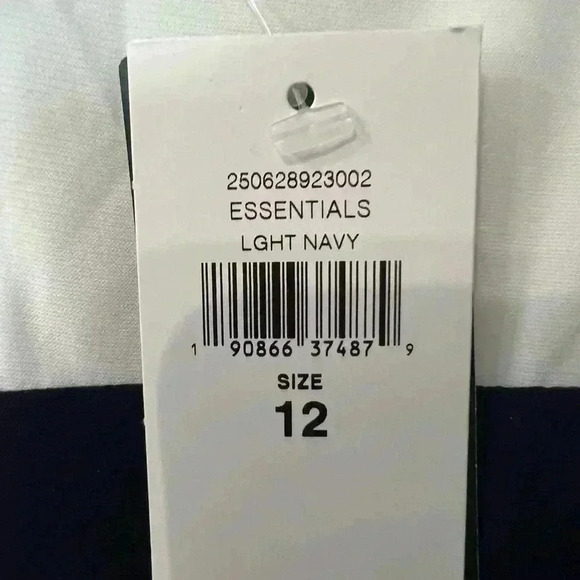 250628923002
ESSENTIALS
LGHT NAVY
1 90866 37487 9
SIZE
12